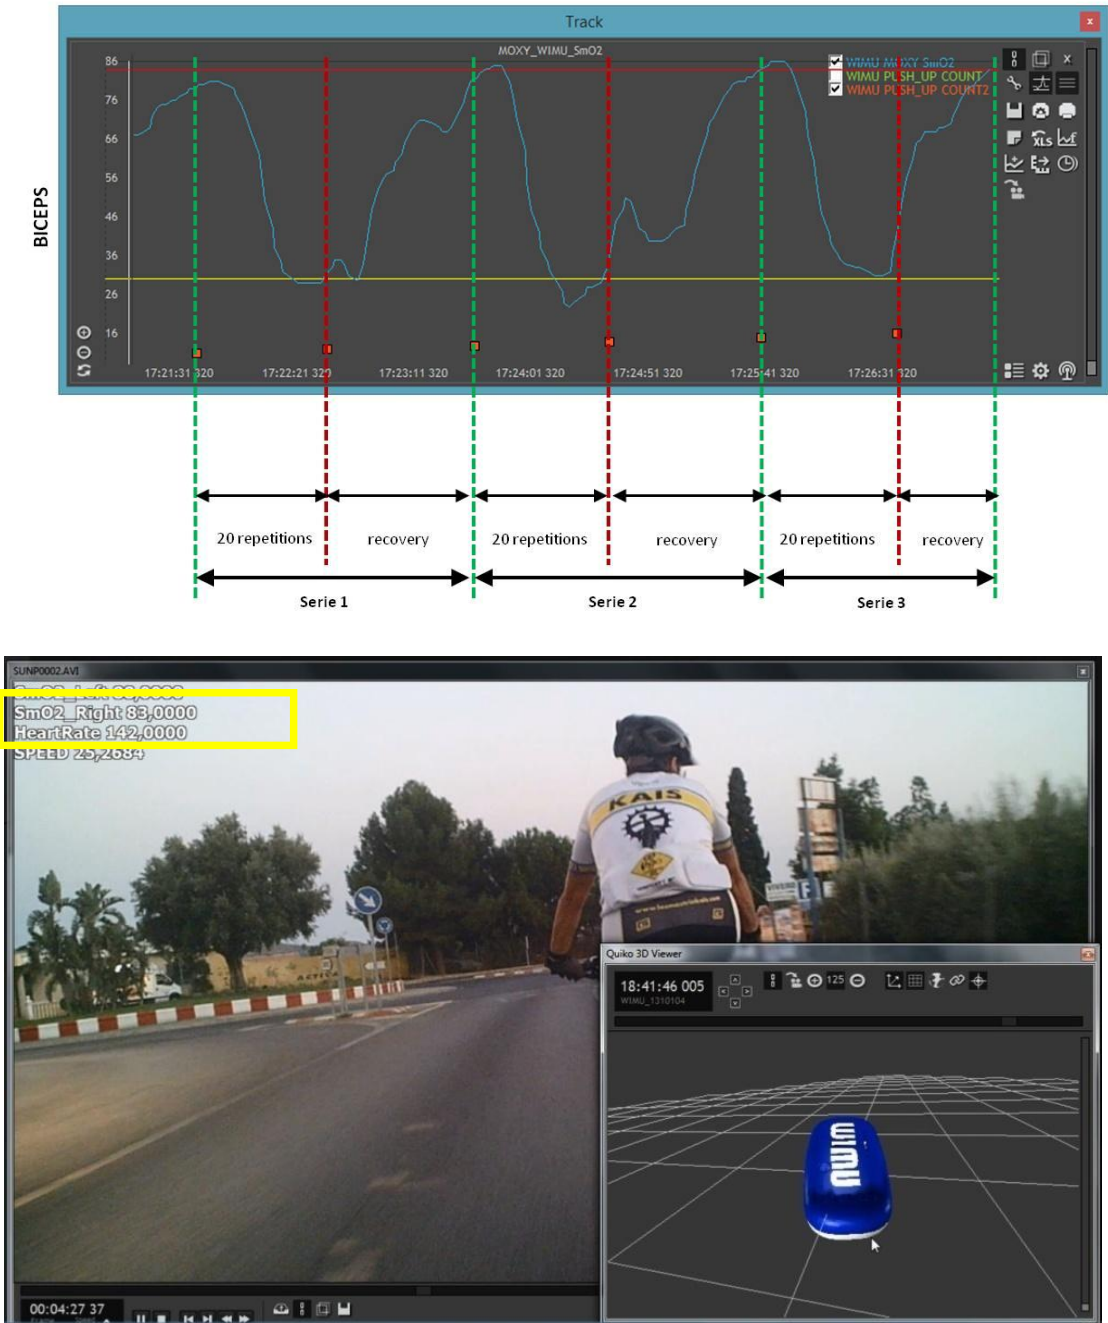 Track
x
MOXY_WIMU_SmO2
WIMU MOXY SmO2
WIMU PUSH_UP COUNT
WIMU PUSH_UP COUNT2
86
76
66
56
46
36
26
16
XLS
BICEPS
17:21:31 320
17:22:21 320
17:23:11 320
17:24:01 320
17:24:51 320
17:25:41 320
17:26:31 320
20 repetitions
recovery
20 repetitions
recovery
20 repetitions
recovery
Serie 1
Serie 2
Serie 3
SUNP0002.AVI
SmO2_Right 83,0000
HeartRate 142,0000
SPEED 25,2684
KAIS
VIVERO
F
Quiko 3D Viewer
18:41:46 005
WIMU_1310104
125
WIMU
00:04:27 37